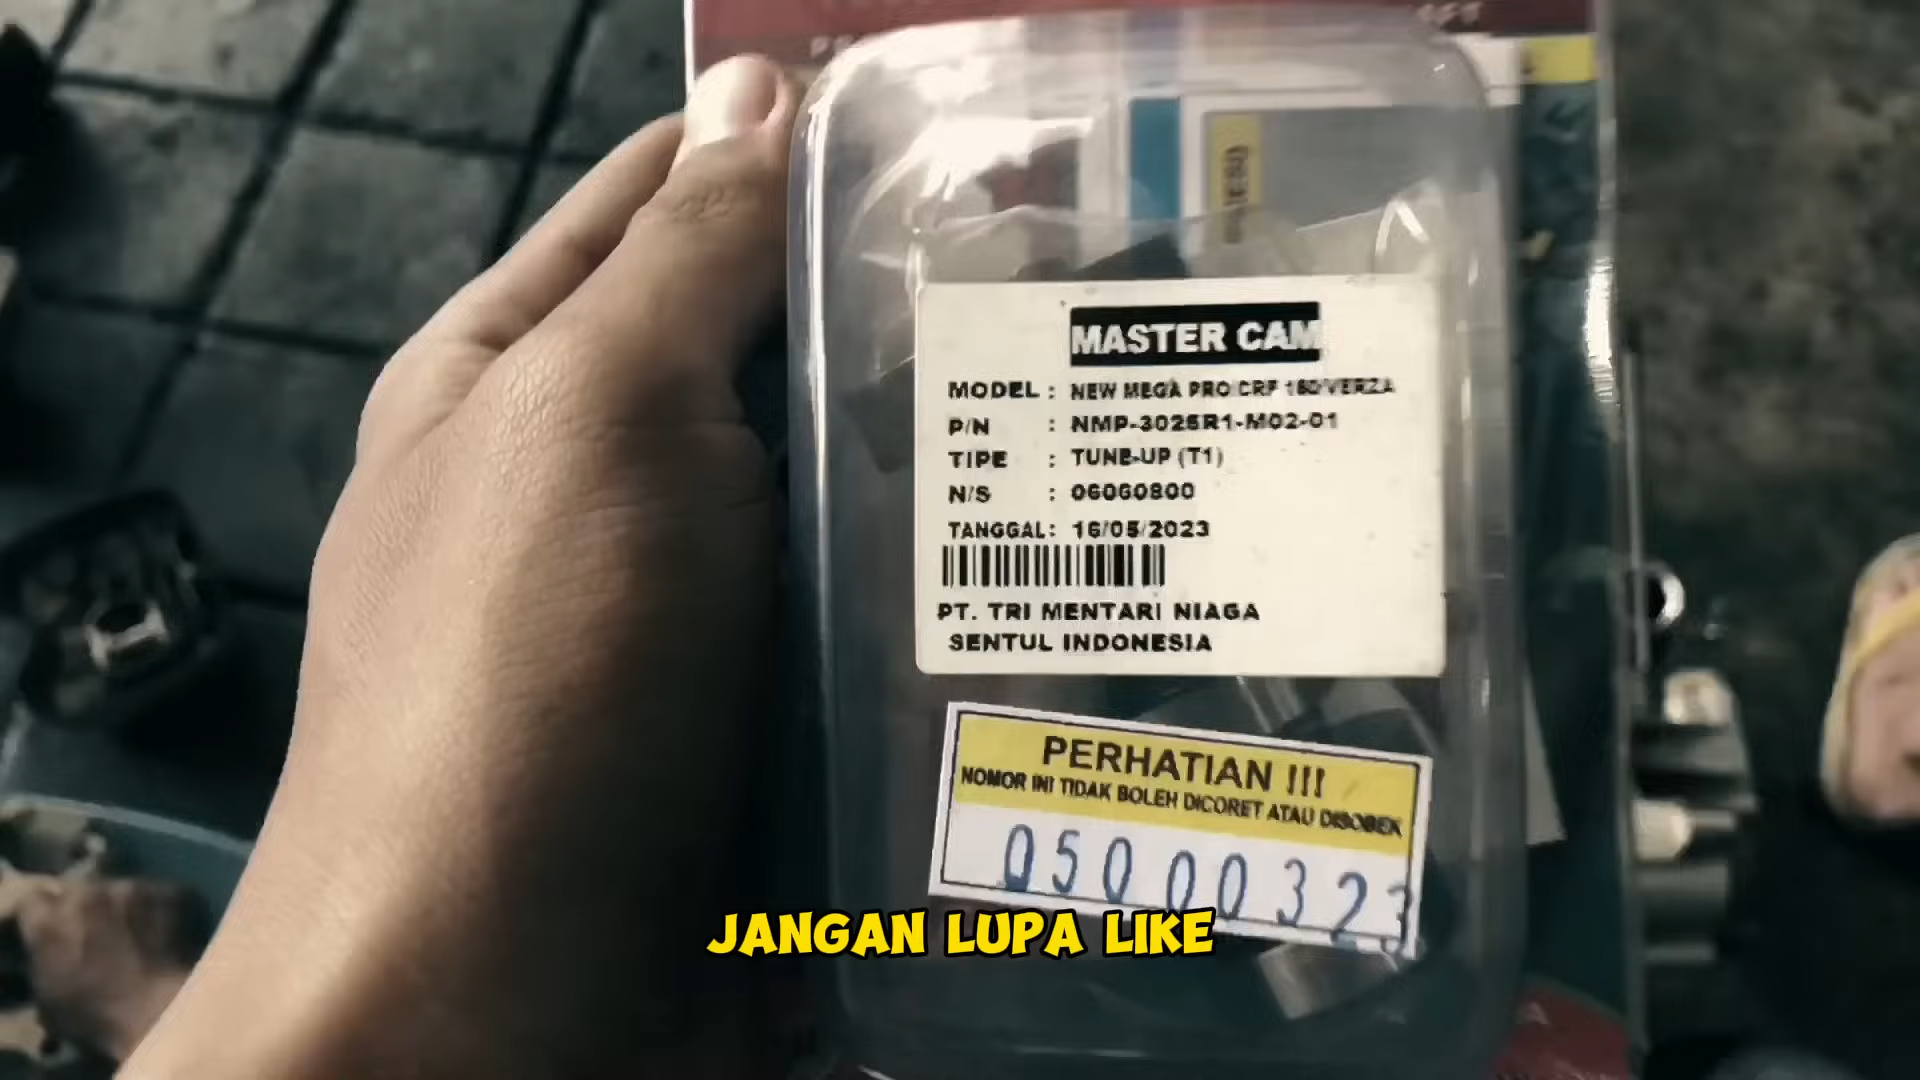 MASTER CAM
MODEL : NEW MEGA PRO/CRF 150/VERZA
P/N : NMP-3025R1-M02-01
TIPE : TUNE-UP (T1)
N/S : 06060800
TANGGAL: 16/05/2023
PT. TRI MENTARI NIAGA
SENTUL INDONESIA
PERHATIAN !!!
NOMOR INI TIDAK BOLEH DICORET ATAU DISOBEK
05000323
JANGAN LUPA LIKE